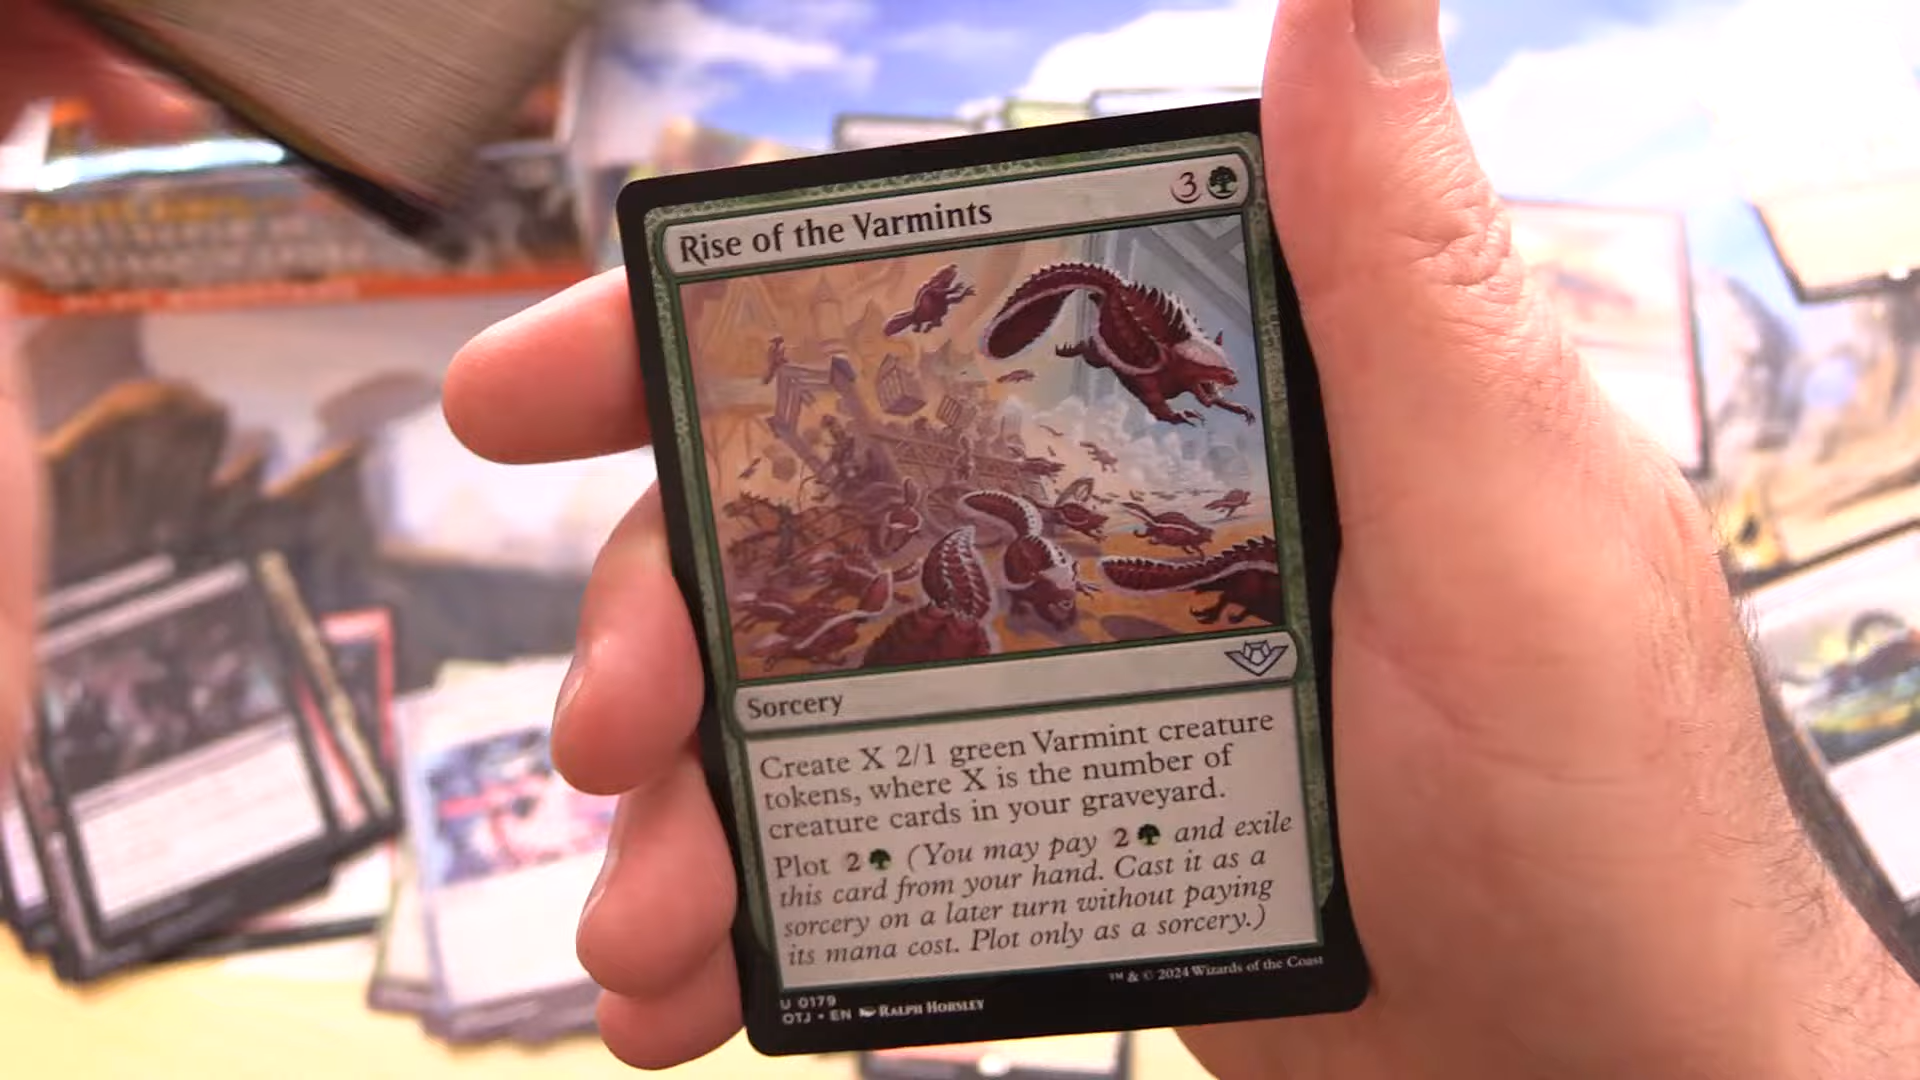 Rise of the Varmints
3
Sorcery
Create X 2/1 green Varmint creature
tokens, where X is the number of
creature cards in your graveyard.
Plot 2 (You may pay 2 and exile
this card from your hand. Cast it as a
sorcery on a later turn without paying
its mana cost. Plot only as a sorcery.)
™ & © 2024 Wizards of the Coast
U 0179
OTJ • EN Ralph Horsley